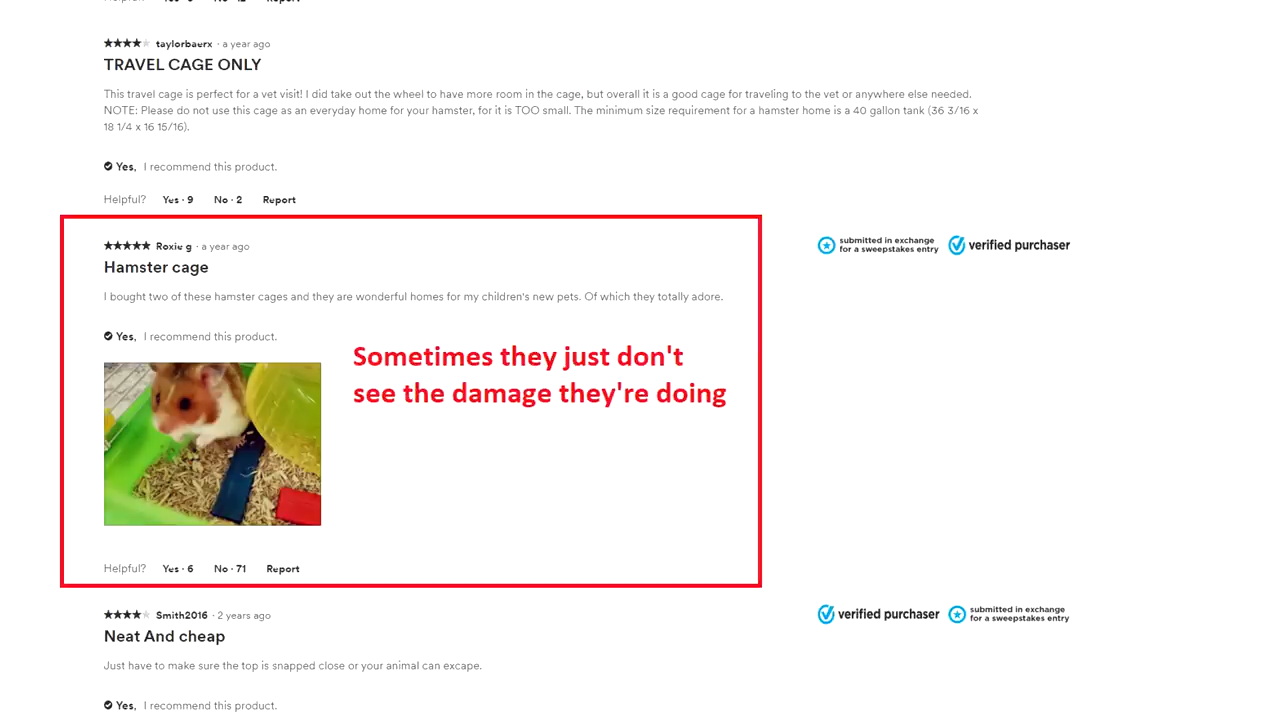 Helpful? Yes · No · 12 Report
taylorbaerx · a year ago
TRAVEL CAGE ONLY
This travel cage is perfect for a vet visit! I did take out the wheel to have more room in the cage, but overall it is a good cage for traveling to the vet or anywhere else needed.
NOTE: Please do not use this cage as an everyday home for your hamster, for it is TOO small. The minimum size requirement for a hamster home is a 40 gallon tank (36 3/16 x
18 1/4 x 16 15/16).
Yes, I recommend this product.
Helpful? Yes · 9 No · 2 Report
Roxie g · a year ago
submitted in exchange
for a sweepstakes entry
verified purchaser
Hamster cage
I bought two of these hamster cages and they are wonderful homes for my children's new pets. Of which they totally adore.
Yes, I recommend this product.
Sometimes they just don't
see the damage they're doing
Helpful? Yes · 6 No · 71 Report
Smith2016 · 2 years ago
verified purchaser
submitted in exchange
for a sweepstakes entry
Neat And cheap
Just have to make sure the top is snapped close or your animal can excape.
Yes, I recommend this product.